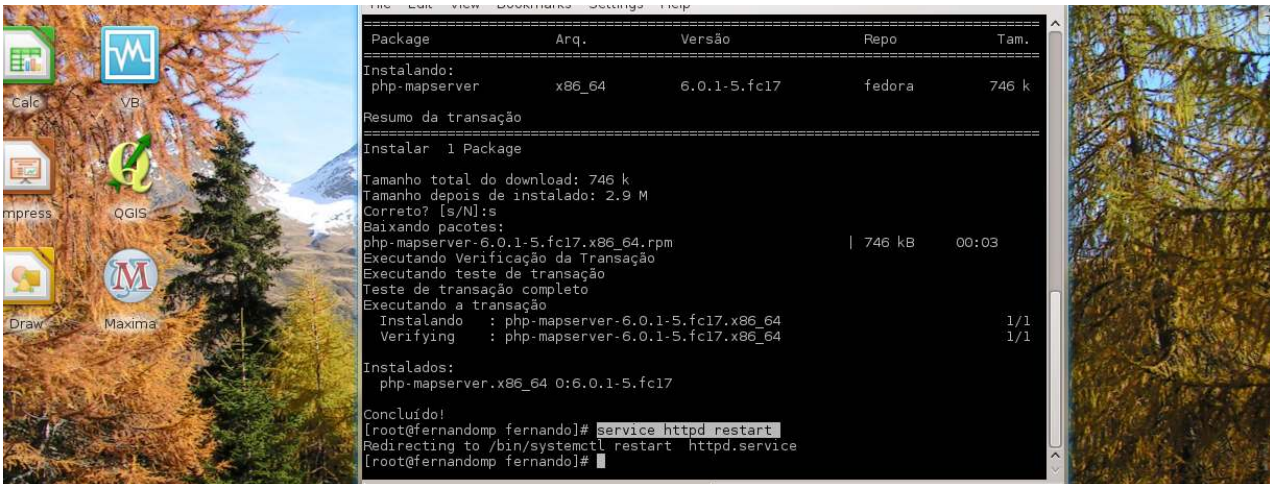 File Edit View Bookmarks Settings Help
Package Arq. Versão Repo Tam.
Instalando:
php-mapserver x86_64 6.0.1-5.fc17 fedora 746 k
Resumo da transação
Instalar 1 Package
Tamanho total do download: 746 k
Tamanho depois de instalado: 2.9 M
Correto? [s/N]:s
Baixando pacotes:
php-mapserver-6.0.1-5.fc17.x86_64.rpm | 746 kB 00:03
Executando Verificação da Transação
Executando teste de transação
Teste de transação completo
Executando a transação
Instalando : php-mapserver-6.0.1-5.fc17.x86_64 1/1
Verifying : php-mapserver-6.0.1-5.fc17.x86_64 1/1
Instalados:
php-mapserver.x86_64 0:6.0.1-5.fc17
Concluído!
[root@fernandomp fernando]# service httpd restart
Redirecting to /bin/systemctl restart httpd.service
[root@fernandomp fernando]#
Calc VB
mpress QGIS
Draw Maxima